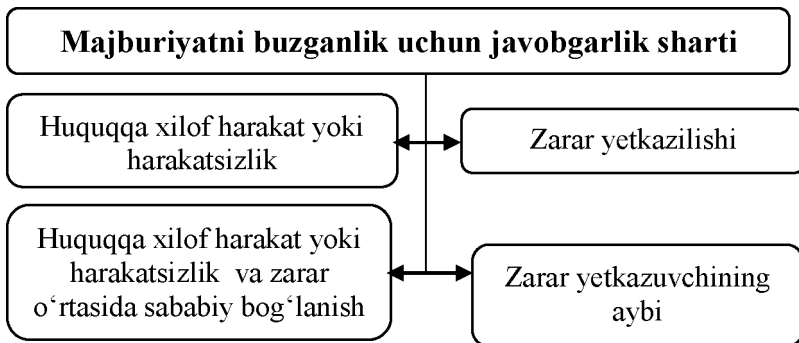 Majburiyatni buzganlik uchun javobgarlik sharti
Huquqqa xilof harakat yoki
harakatsizlik
Zarar yetkazilishi
Huquqqa xilof harakat yoki
harakatsizlik va zarar
o‘rtasida sababiy bog‘lanish
Zarar yetkazuvchining
aybi